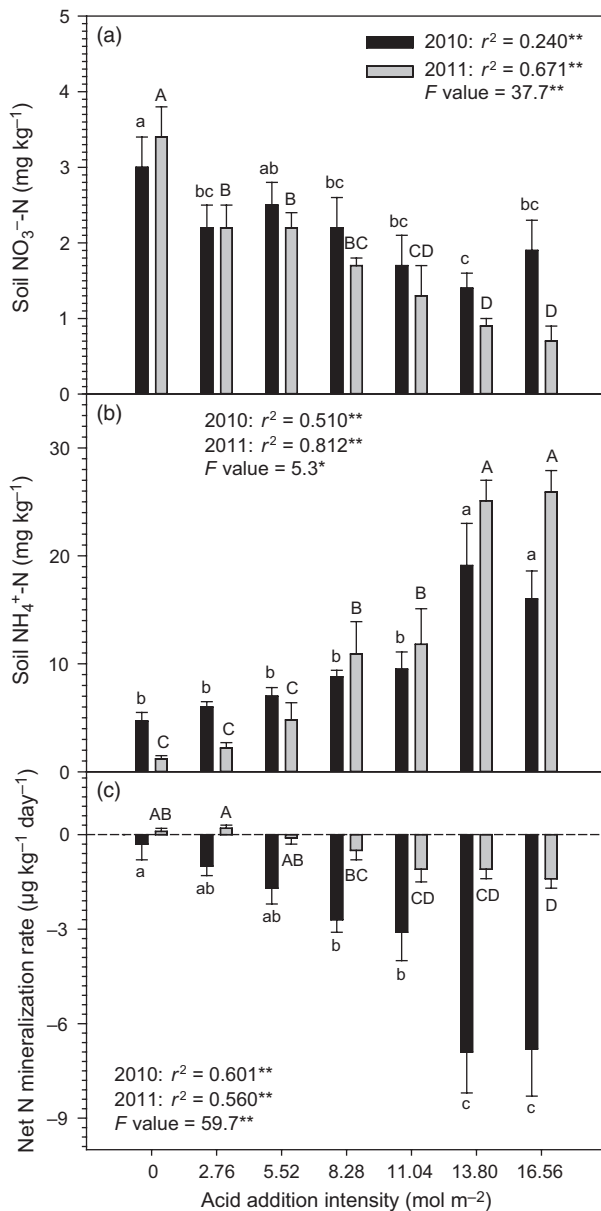 (a)
2010: r² = 0.240**
2011: r² = 0.671**
F value = 37.7**
Soil NO₃⁻-N (mg kg⁻¹)
5
4
3
2
1
0
a A bc B ab B bc BC bc CD c D bc D
(b)
2010: r² = 0.510**
2011: r² = 0.812**
F value = 5.3*
Soil NH₄⁺-N (mg kg⁻¹)
30
20
10
0
b C b C b C b B b B a A a A
(c)
Net N mineralization rate (µg kg⁻¹ day⁻¹)
0
−3
−6
−9
a AB ab A ab AB b BC b CD c CD c D
2010: r² = 0.601**
2011: r² = 0.560**
F value = 59.7**
0 2.76 5.52 8.28 11.04 13.80 16.56
Acid addition intensity (mol m⁻²)